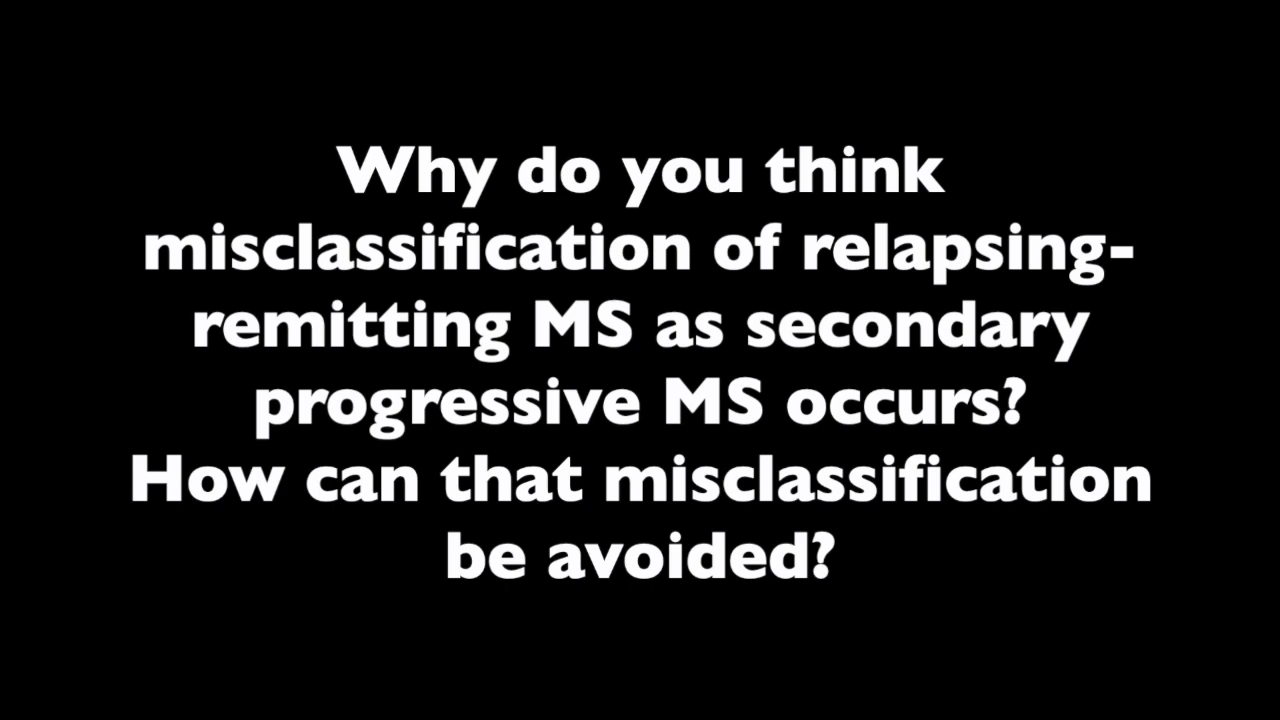 Why do you think
misclassification of relapsing-
remitting MS as secondary
progressive MS occurs?
How can that misclassification
be avoided?